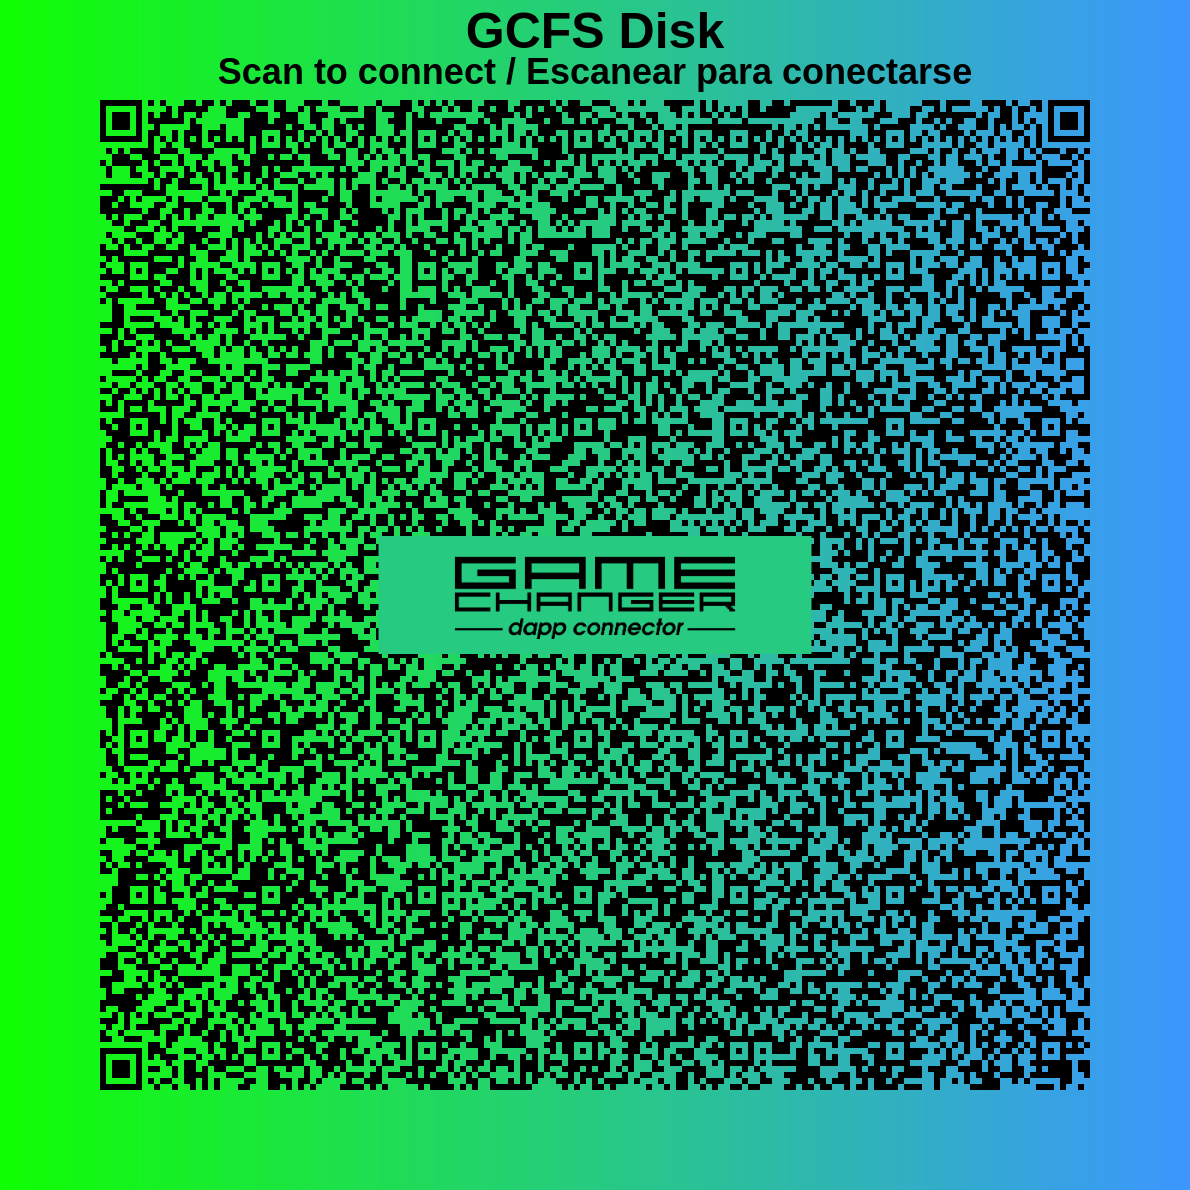 GCFS Disk
Scan to connect / Escanear para conectarse
GAME
CHANGER
dapp connector